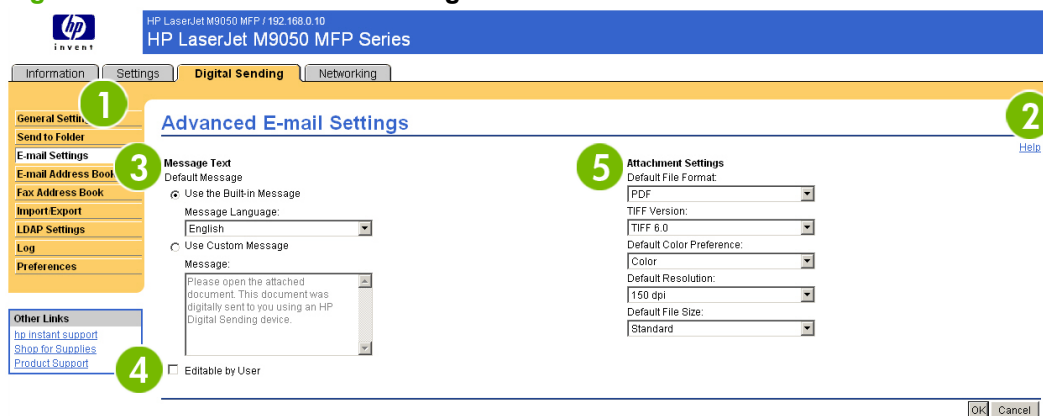 hp
invent
HP LaserJet M9050 MFP / 192.168.0.10
HP LaserJet M9050 MFP Series
Information
Settings
Digital Sending
Networking
1
General Settin
Send to Folder
E-mail Settings
E-mail Address Book
Fax Address Book
Import/Export
LDAP Settings
Log
Preferences
Other Links
hp instant support
Shop for Supplies
Product Support
Advanced E-mail Settings
2
Help
3
Message Text
Default Message
Use the Built-in Message
Message Language:
English
Use Custom Message
Message:
Please open the attached
document. This document was
digitally sent to you using an HP
Digital Sending device.
4
Editable by User
5
Attachment Settings
Default File Format:
PDF
TIFF Version:
TIFF 6.0
Default Color Preference:
Color
Default Resolution:
150 dpi
Default File Size:
Standard
OK
Cancel